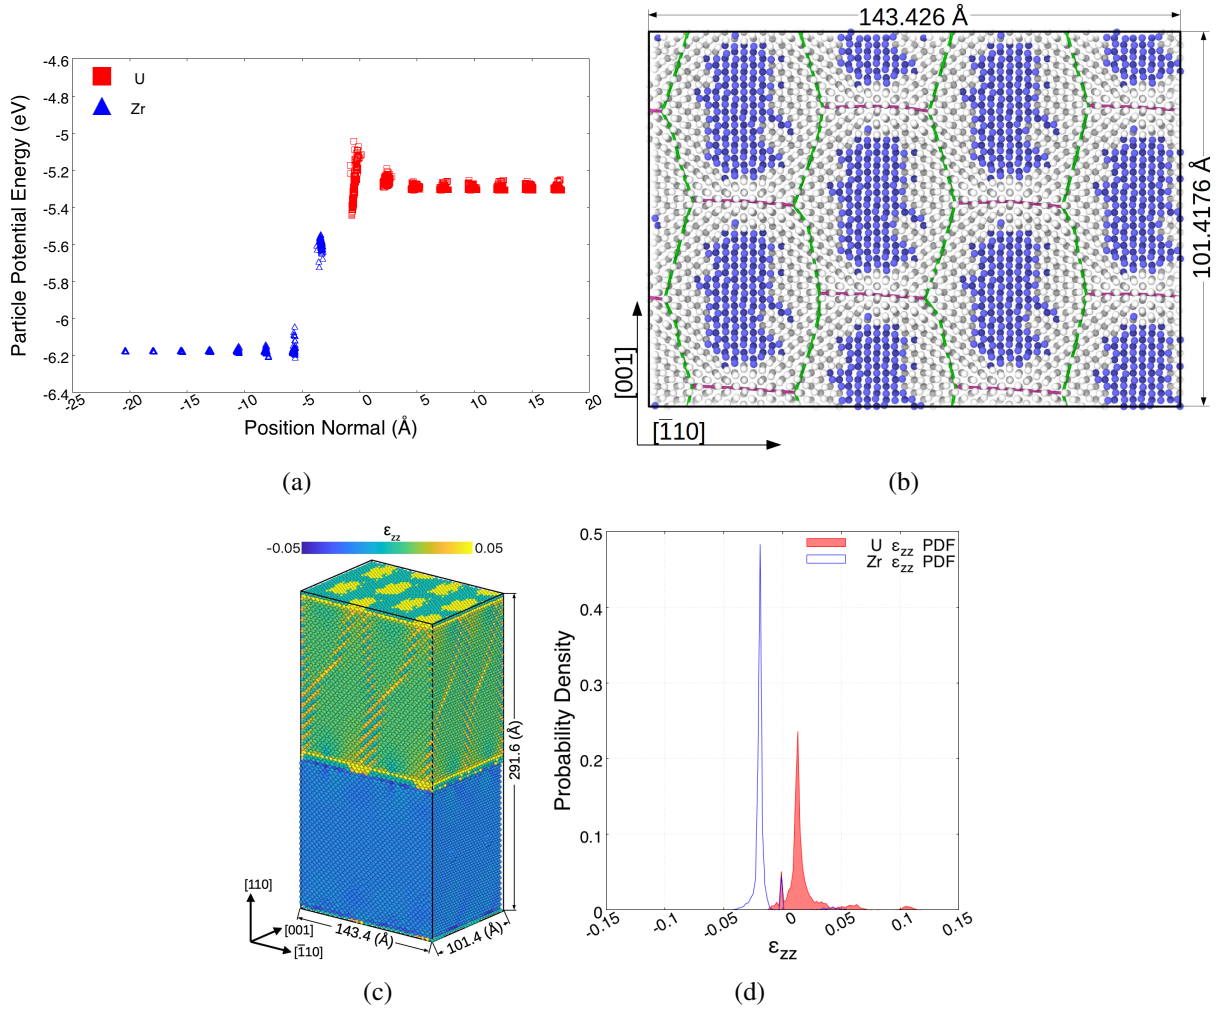 -4.6
-4.8
-5
-5.2
-5.4
-5.6
-5.8
-6
-6.2
-6.4
Particle Potential Energy (eV)
U
Zr
-25
-20
-15
-10
-5
0
5
10
15
20
Position Normal (Å)
(a)
143.426 Å
101.4176 Å
[001]
[1̅10]
(b)
ε_zz
-0.05
0.05
291.6 (Å)
143.4 (Å)
101.4 (Å)
[110]
[001]
[1̅10]
(c)
0.5
0.4
0.3
0.2
0.1
0
Probability Density
U ε_zz PDF
Zr ε_zz PDF
-0.15
-0.1
-0.05
0
0.05
0.1
0.15
ε_zz
(d)